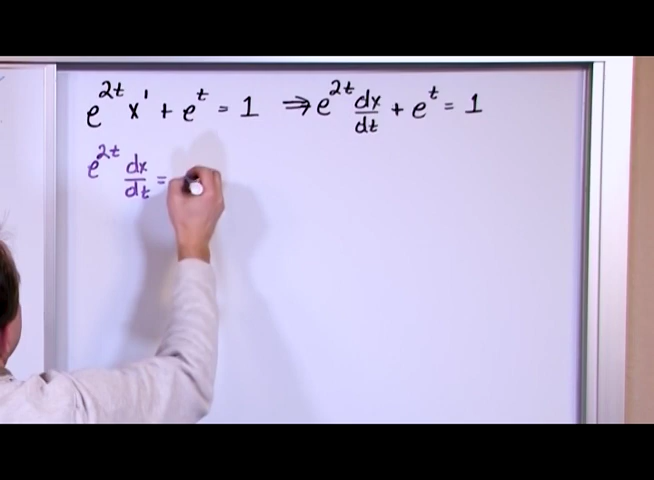 e^{2t} x' + e^t = 1 ⇒ e^{2t} dx/dt + e^t = 1
e^{2t} dx/dt =